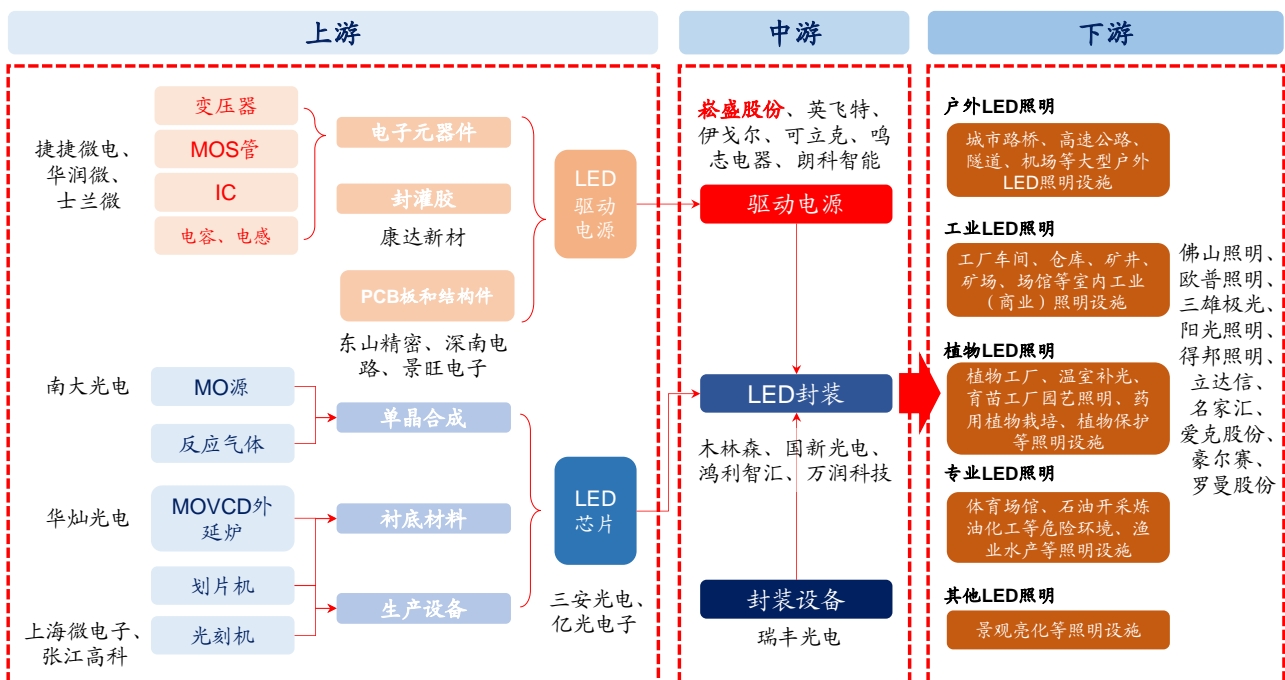 上游
中游
下游
变压器
MOS管
IC
电容、电感
捷捷微电、
华润微、
士兰微
电子元器件
封灌胶
康达新材
PCB板和结构件
东山精密、深南电
路、景旺电子
LED
驱动
电源
南大光电
MO源
反应气体
单晶合成
华灿光电
MOVCD外
延炉
衬底材料
划片机
光刻机
上海微电子、
张江高科
生产设备
LED
芯片
三安光电、
亿光电子
崧盛股份、英飞特、
伊戈尔、可立克、鸣
志电器、朗科智能
驱动电源
LED封装
木林森、国新光电、
鸿利智汇、万润科技
封装设备
瑞丰光电
户外LED照明
城市路桥、高速公路、
隧道、机场等大型户外
LED照明设施
工业LED照明
工厂车间、仓库、矿井、
矿场、场馆等室内工业
（商业）照明设施
植物LED照明
植物工厂、温室补光、
育苗工厂园艺照明、药
用植物栽培、植物保护
等照明设施
专业LED照明
体育场馆、石油开采炼
油化工等危险环境、渔
业水产等照明设施
其他LED照明
景观亮化等照明设施
佛山照明、
欧普照明、
三雄极光、
阳光照明、
得邦照明、
立达信、
名家汇、
爱克股份、
豪尔赛、
罗曼股份